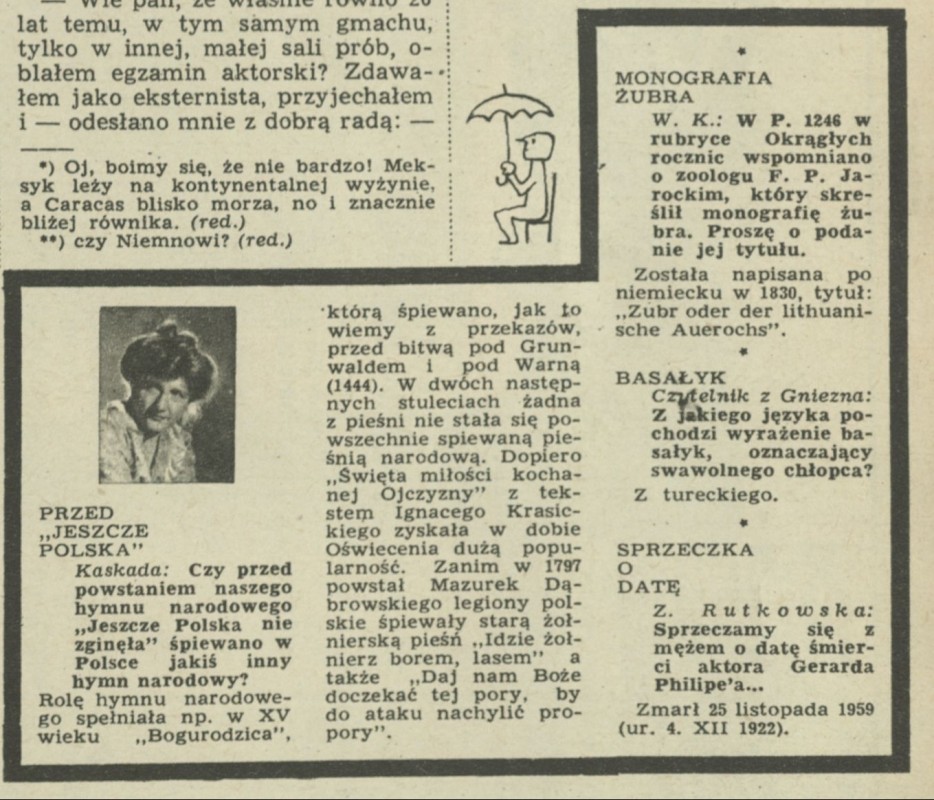 — Wie pan, że właśnie równo 20
lat temu, w tym samym gmachu,
tylko w innej, małej sali prób, o-
blałem egzamin aktorski? Zdawa-
łem jako eksternista, przyjechałem
i — odesłano mnie z dobrą radą: —
*) Oj, boimy się, że nie bardzo! Mek-
syk leży na kontynentalnej wyżynie,
a Caracas blisko morza, no i znacznie
bliżej równika. (red.)
**) czy Niemnowi? (red.)
PRZED
„JESZCZE
POLSKA”
Kaskada: Czy przed
powstaniem naszego
hymnu narodowego
„Jeszcze Polska nie
zginęła” śpiewano w
Polsce jakiś inny
hymn narodowy?
Rolę hymnu narodowe-
go spełniała np. w XV
wieku „Bogurodzica”,
którą śpiewano, jak to
wiemy z przekazów,
przed bitwą pod Grun-
waldem i pod Warną
(1444). W dwóch następ-
nych stuleciach żadna
z pieśni nie stała się po-
wszechnie spiewaną pie-
śnią narodową. Dopiero
„Święta miłości kocha-
nej Ojczyzny” z tek-
stem Ignacego Krasic-
kiego zyskała w dobie
Oświecenia dużą popu-
larność. Zanim w 1797
powstał Mazurek Dą-
browskiego legiony pol-
skie śpiewały starą żoł-
nierską pieśń „Idzie żoł-
nierz borem, lasem” a
także „Daj nam Boże
doczekać tej pory, by
do ataku nachylić pro-
pory”.
*
MONOGRAFIA
ŻUBRA
W. K.: W P. 1246 w
rubryce Okrągłych
rocznic wspomniano
o zoologu F. P. Ja-
rockim, który skre-
ślił monografię żu-
bra. Proszę o poda-
nie jej tytułu.
Została napisana po
niemiecku w 1830, tytuł:
„Zubr oder der lithuani-
sche Auerochs”.
*
BASAŁYK
Czytelnik z Gniezna:
Z jakiego języka po-
chodzi wyrażenie ba-
sałyk, oznaczający
swawolnego chłopca?
Z tureckiego.
*
SPRZECZKA
O
DATĘ
Z. Rutkowska:
Sprzeczamy się z
mężem o datę śmier-
ci aktora Gerarda
Philipe'a...
Zmarł 25 listopada 1959
(ur. 4. XII 1922).